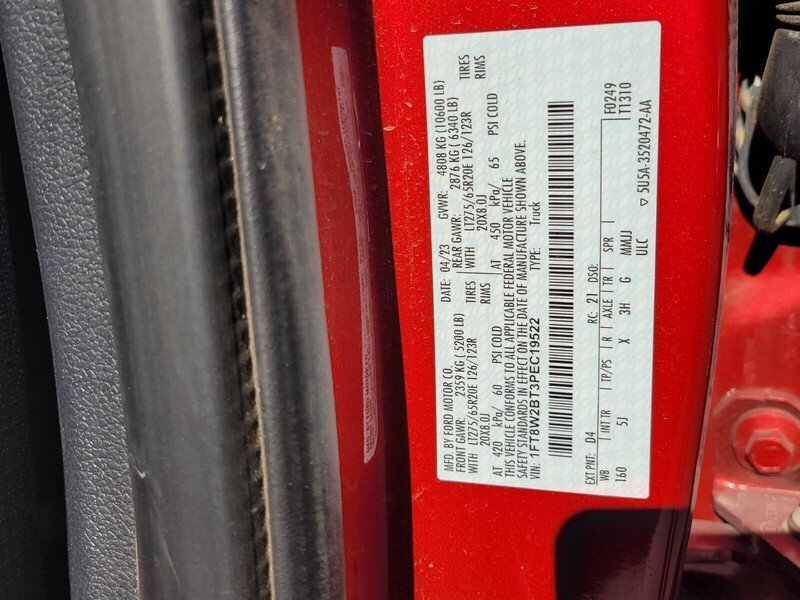 MFD. BY FORD MOTOR CO. DATE: 04/23 GVWR: 4808 KG (10600 LB)
FRONT GAWR: 2359 KG (5200 LB) REAR GAWR: 2876 KG (6340 LB)
WITH LT275/65R20E 126/123R TIRES WITH LT275/65R20E 126/123R TIRES
20X8.0J RIMS 20X8.0J RIMS
AT 420 kPa/ 60 PSI COLD AT 450 kPa/ 65 PSI COLD
THIS VEHICLE CONFORMS TO ALL APPLICABLE FEDERAL MOTOR VEHICLE
SAFETY STANDARDS IN EFFECT ON THE DATE OF MANUFACTURE SHOWN ABOVE.
VIN: 1FT8W2BT3PEC19522 TYPE: Truck
EXT PNT: D4 RC: 21 DSO: F0249
WB INT TR TP/PS R AXLE TR SPR T1310
160 5J X 3H G MMJJ
ULC ▽ 5U5A-3520472-AA